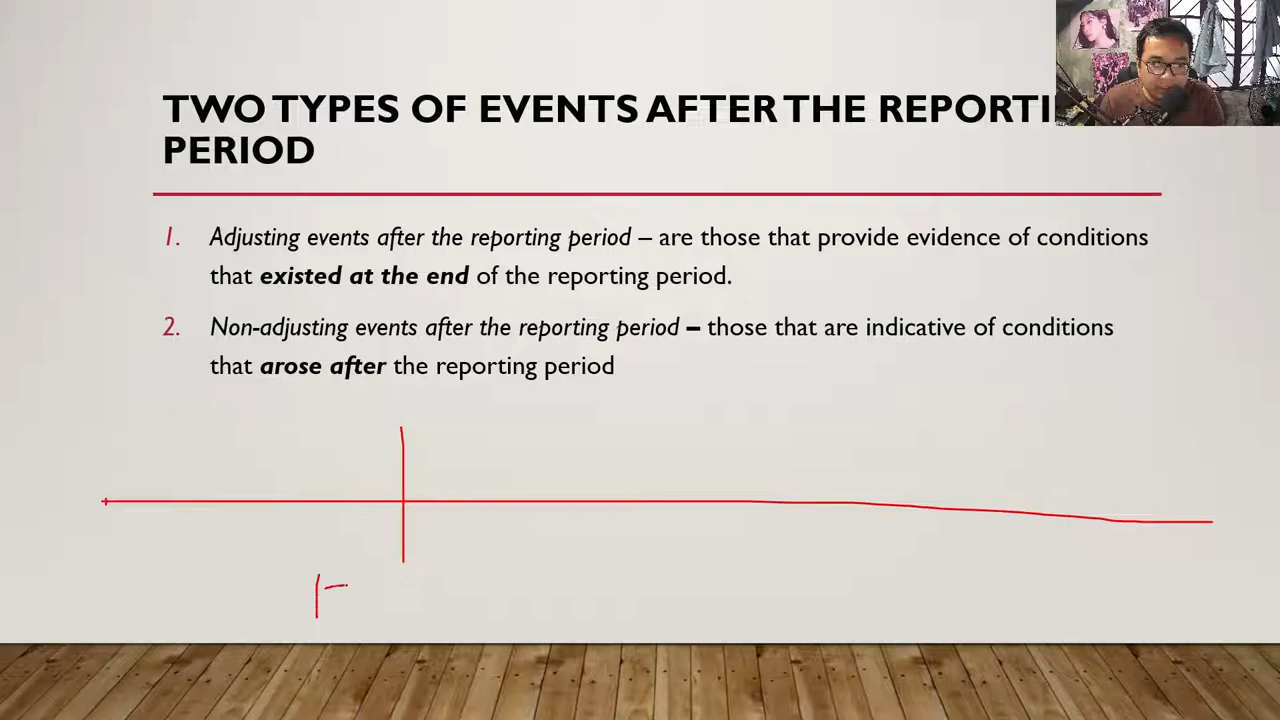 TWO TYPES OF EVENTS AFTER THE REPORTI
PERIOD
1. Adjusting events after the reporting period – are those that provide evidence of conditions
that existed at the end of the reporting period.
2. Non-adjusting events after the reporting period – those that are indicative of conditions
that arose after the reporting period